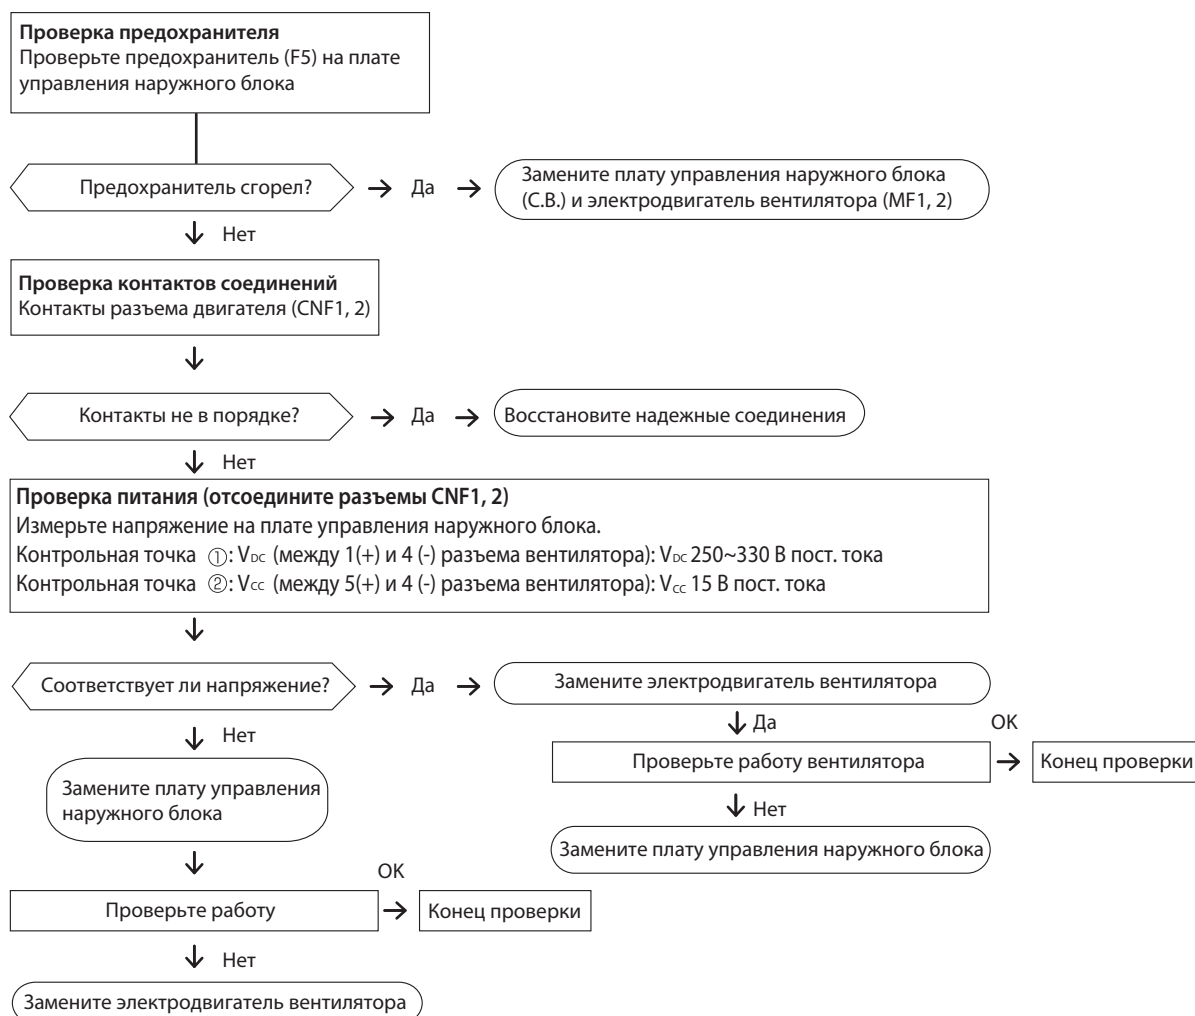 Проверка предохранителя
Проверьте предохранитель (F5) на плате
управления наружного блока
Предохранитель сгорел?
Да
Замените плату управления наружного блока
(C.B.) и электродвигатель вентилятора (MF1, 2)
Нет
Проверка контактов соединений
Контакты разъема двигателя (CNF1, 2)
Контакты не в порядке?
Да
Восстановите надежные соединения
Нет
Проверка питания (отсоедините разъемы CNF1, 2)
Измерьте напряжение на плате управления наружного блока.
Контрольная точка ①: VDC (между 1(+) и 4 (-) разъема вентилятора): VDC 250~330 В пост. тока
Контрольная точка ②: Vcc (между 5(+) и 4 (-) разъема вентилятора): Vcc 15 В пост. тока
Соответствует ли напряжение?
Да
Замените электродвигатель вентилятора
Нет
Да
OK
Проверьте работу вентилятора
Конец проверки
Замените плату управления
наружного блока
Нет
Замените плату управления наружного блока
OK
Проверьте работу
Конец проверки
Нет
Замените электродвигатель вентилятора